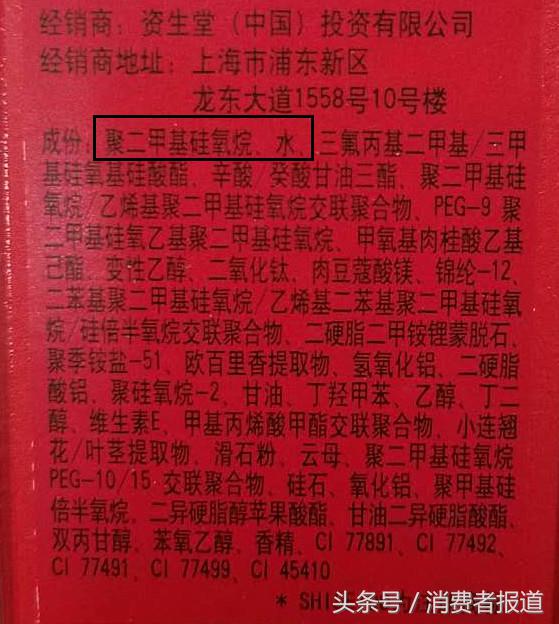 经销商：资生堂（中国）投资有限公司
经销商地址：上海市浦东新区
龙东大道1558号10号楼
成份：聚二甲基硅氧烷、水、三氟丙基二甲基/三甲
基硅氧基硅酸酯、辛酸/癸酸甘油三酯、聚二甲基硅
氧烷/乙烯基聚二甲基硅氧烷交联聚合物、PEG-9 聚
二甲基硅氧乙基聚二甲基硅氧烷、甲氧基肉桂酸乙基
己酯、变性乙醇、二氧化钛、肉豆蔻酸镁、锦纶-12、
二苯基聚二甲基硅氧烷/乙烯基二苯基聚二甲基硅氧
烷/硅倍半氧烷交联聚合物、二硬脂二甲铵锂蒙脱石、
聚季铵盐-51、欧百里香提取物、氢氧化铝、二硬脂
酸铝、聚硅氧烷-2、甘油、丁羟甲苯、乙醇、丁二
醇、维生素E、甲基丙烯酸甲酯交联聚合物、小连翘
花/叶茎提取物、滑石粉、云母、聚二甲基硅氧烷
PEG-10/15 交联聚合物、硅石、氧化铝、聚甲基硅
倍半氧烷、二异硬脂醇苹果酸酯、甘油二异硬脂酸酯、
双丙甘醇、苯氧乙醇、香精、CI 77891、CI 77492、
CI 77491、CI 77499、CI 45410
* SHI
头条号 / 消费者报道